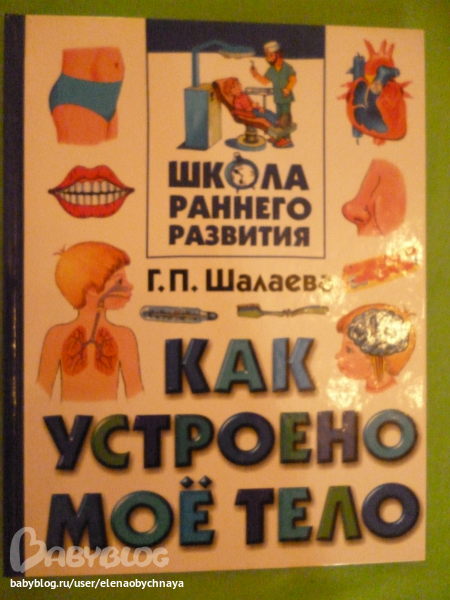 ШКОЛА
РАННЕГО
РАЗВИТИЯ
Г.П. Шалаева
КАК
УСТРОЕНО
МОЁ ТЕЛО
BABYBLOG
babyblog.ru/user/elenaobychnaya